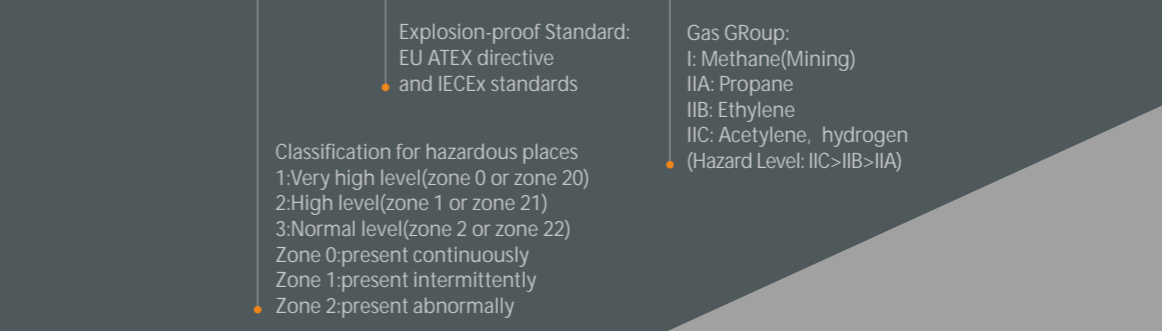 Explosion-proof Standard:
EU ATEX directive
and IECEx standards
Gas GRoup:
I: Methane(Mining)
IIA: Propane
IIB: Ethylene
IIC: Acetylene, hydrogen
(Hazard Level: IIC>IIB>IIA)
Classification for hazardous places
1:Very high level(zone 0 or zone 20)
2:High level(zone 1 or zone 21)
3:Normal level(zone 2 or zone 22)
Zone 0:present continuously
Zone 1:present intermittently
Zone 2:present abnormally